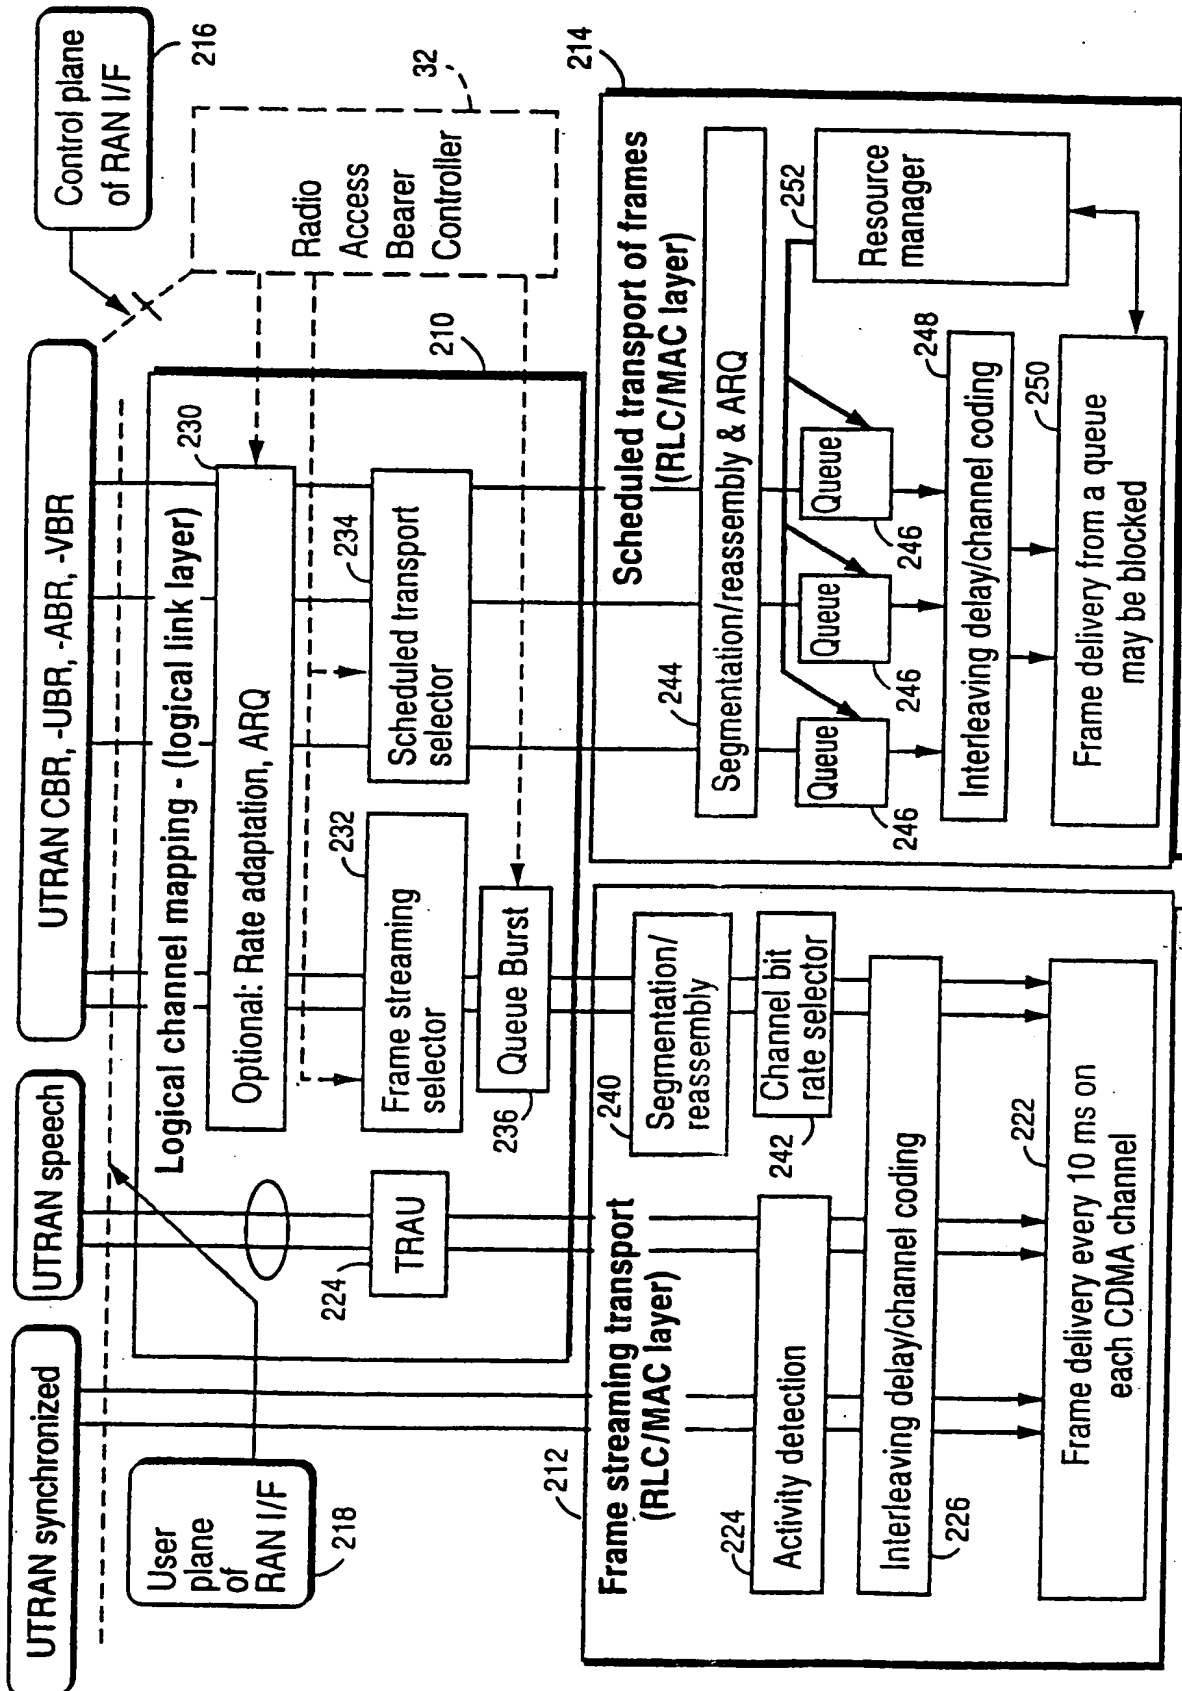 UTRAN synchronized
UTRAN speech
UTRAN CBR, -UBR, -ABR, -VBR
Control plane
of RAN I/F
216
User
plane
of
RAN I/F
218
32
Radio
Access
Bearer
Controller
210
Logical channel mapping - (logical link layer)
230
Optional: Rate adaptation, ARQ
224
TRAU
232
Frame streaming
selector
234
Scheduled transport
selector
236
Queue Burst
212
Frame streaming transport
(RLC/MAC layer)
240
Segmentation/
reassembly
224
Activity detection
242
Channel bit
rate selector
Interleaving delay/channel coding
226
222
Frame delivery every 10 ms on
each CDMA channel
214
Scheduled transport of frames
(RLC/MAC layer)
244
Segmentation/reassembly & ARQ
Queue
246
Queue
246
Queue
246
252
Resource
manager
248
Interleaving delay/channel coding
250
Frame delivery from a queue
may be blocked